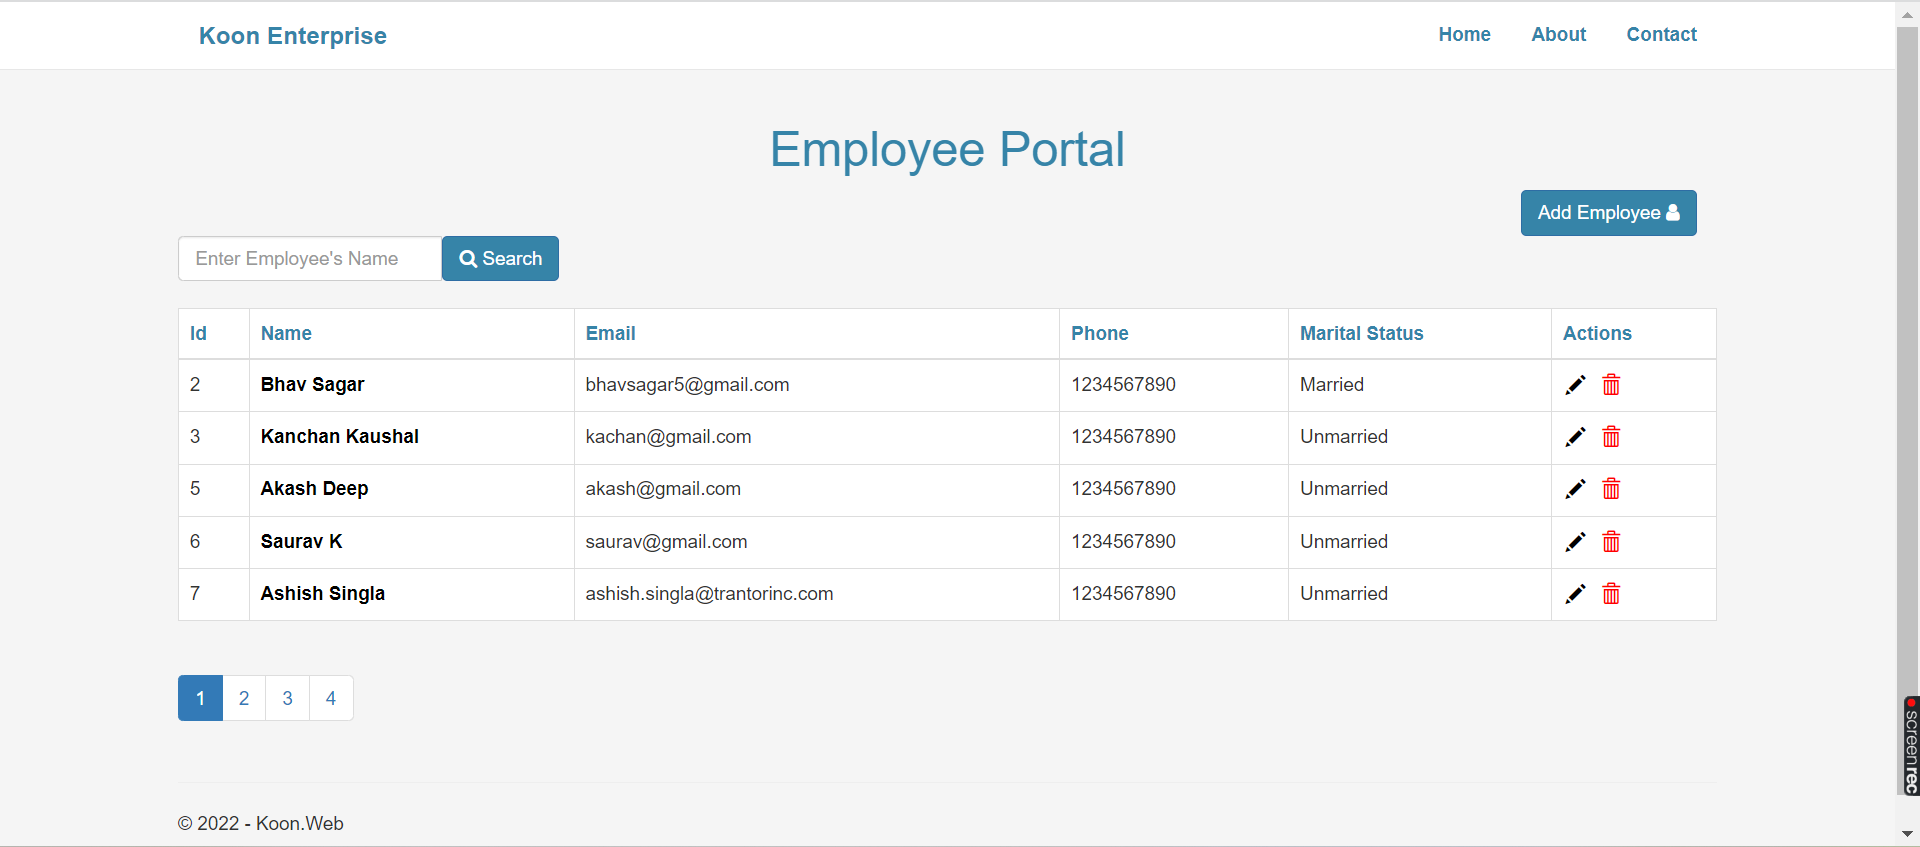 Koon Enterprise Home About Contact
Employee Portal
Add Employee
Enter Employee's Name Search
Id Name Email Phone Marital Status Actions
2 Bhav Sagar bhavsagar5@gmail.com 1234567890 Married
3 Kanchan Kaushal kachan@gmail.com 1234567890 Unmarried
5 Akash Deep akash@gmail.com 1234567890 Unmarried
6 Saurav K saurav@gmail.com 1234567890 Unmarried
7 Ashish Singla ashish.singla@trantorinc.com 1234567890 Unmarried
1 2 3 4
© 2022 - Koon.Web
screenrec